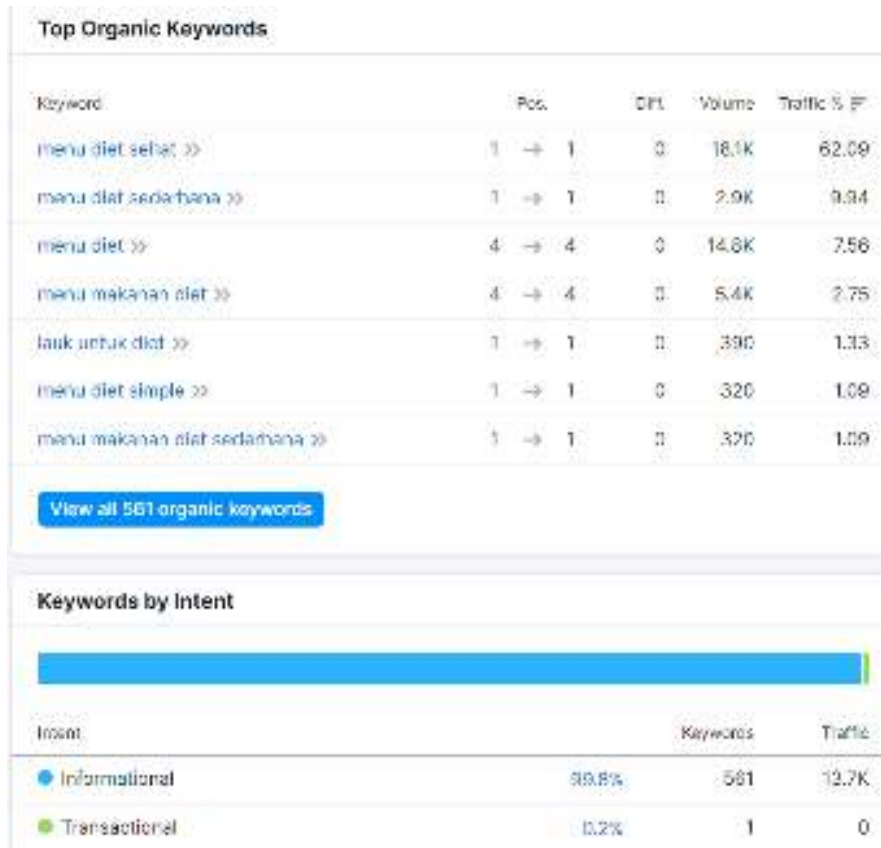 Top Organic Keywords
Keyword Pos. Diff. Volume Traffic %
menu diet sehat >> 1 → 1 0 18.1K 62.09
menu diet sederhana >> 1 → 1 0 2.9K 9.94
menu diet >> 4 → 4 0 14.8K 7.56
menu makanan diet >> 4 → 4 0 5.4K 2.75
lauk untuk diet >> 1 → 1 0 390 1.33
menu diet simple >> 1 → 1 0 320 1.09
menu makanan diet sederhana >> 1 → 1 0 320 1.09
View all 561 organic keywords
Keywords by Intent
Intent Keywords Traffic
Informational 99.8% 561 13.7K
Transactional 0.2% 1 0